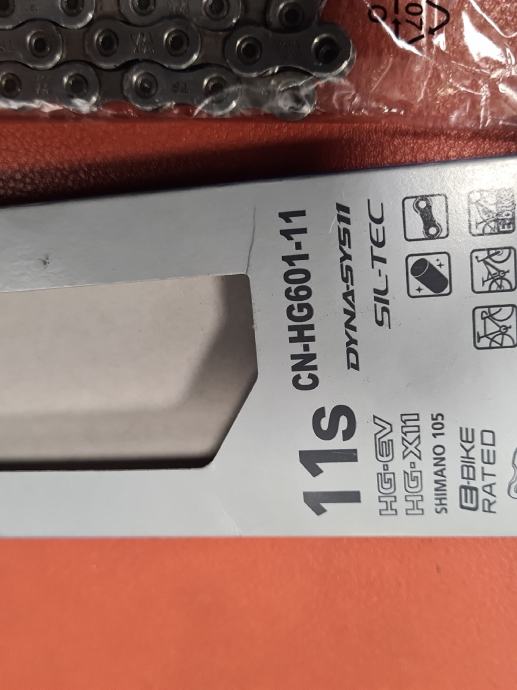 11s CN-HG601-11
HG-EV DYNA-SYS11
HG-X11 SIL-TEC
SHIMANO 105
E-BIKE
RATED